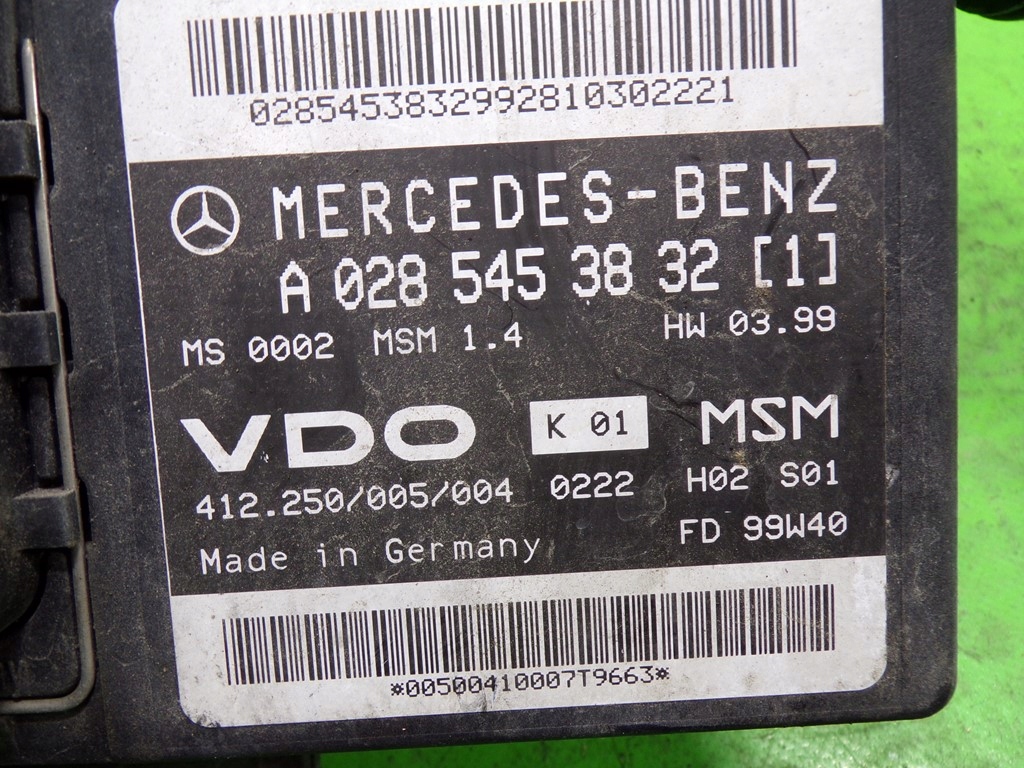 0285453832992810302221
MERCEDES-BENZ
A 028 545 38 32 [1]
MS 0002 MSM 1.4 HW 03.99
VDO K 01 MSM
412.250/005/004 0222 H02 S01
FD 99W40
Made in Germany
*00500410007T9663*